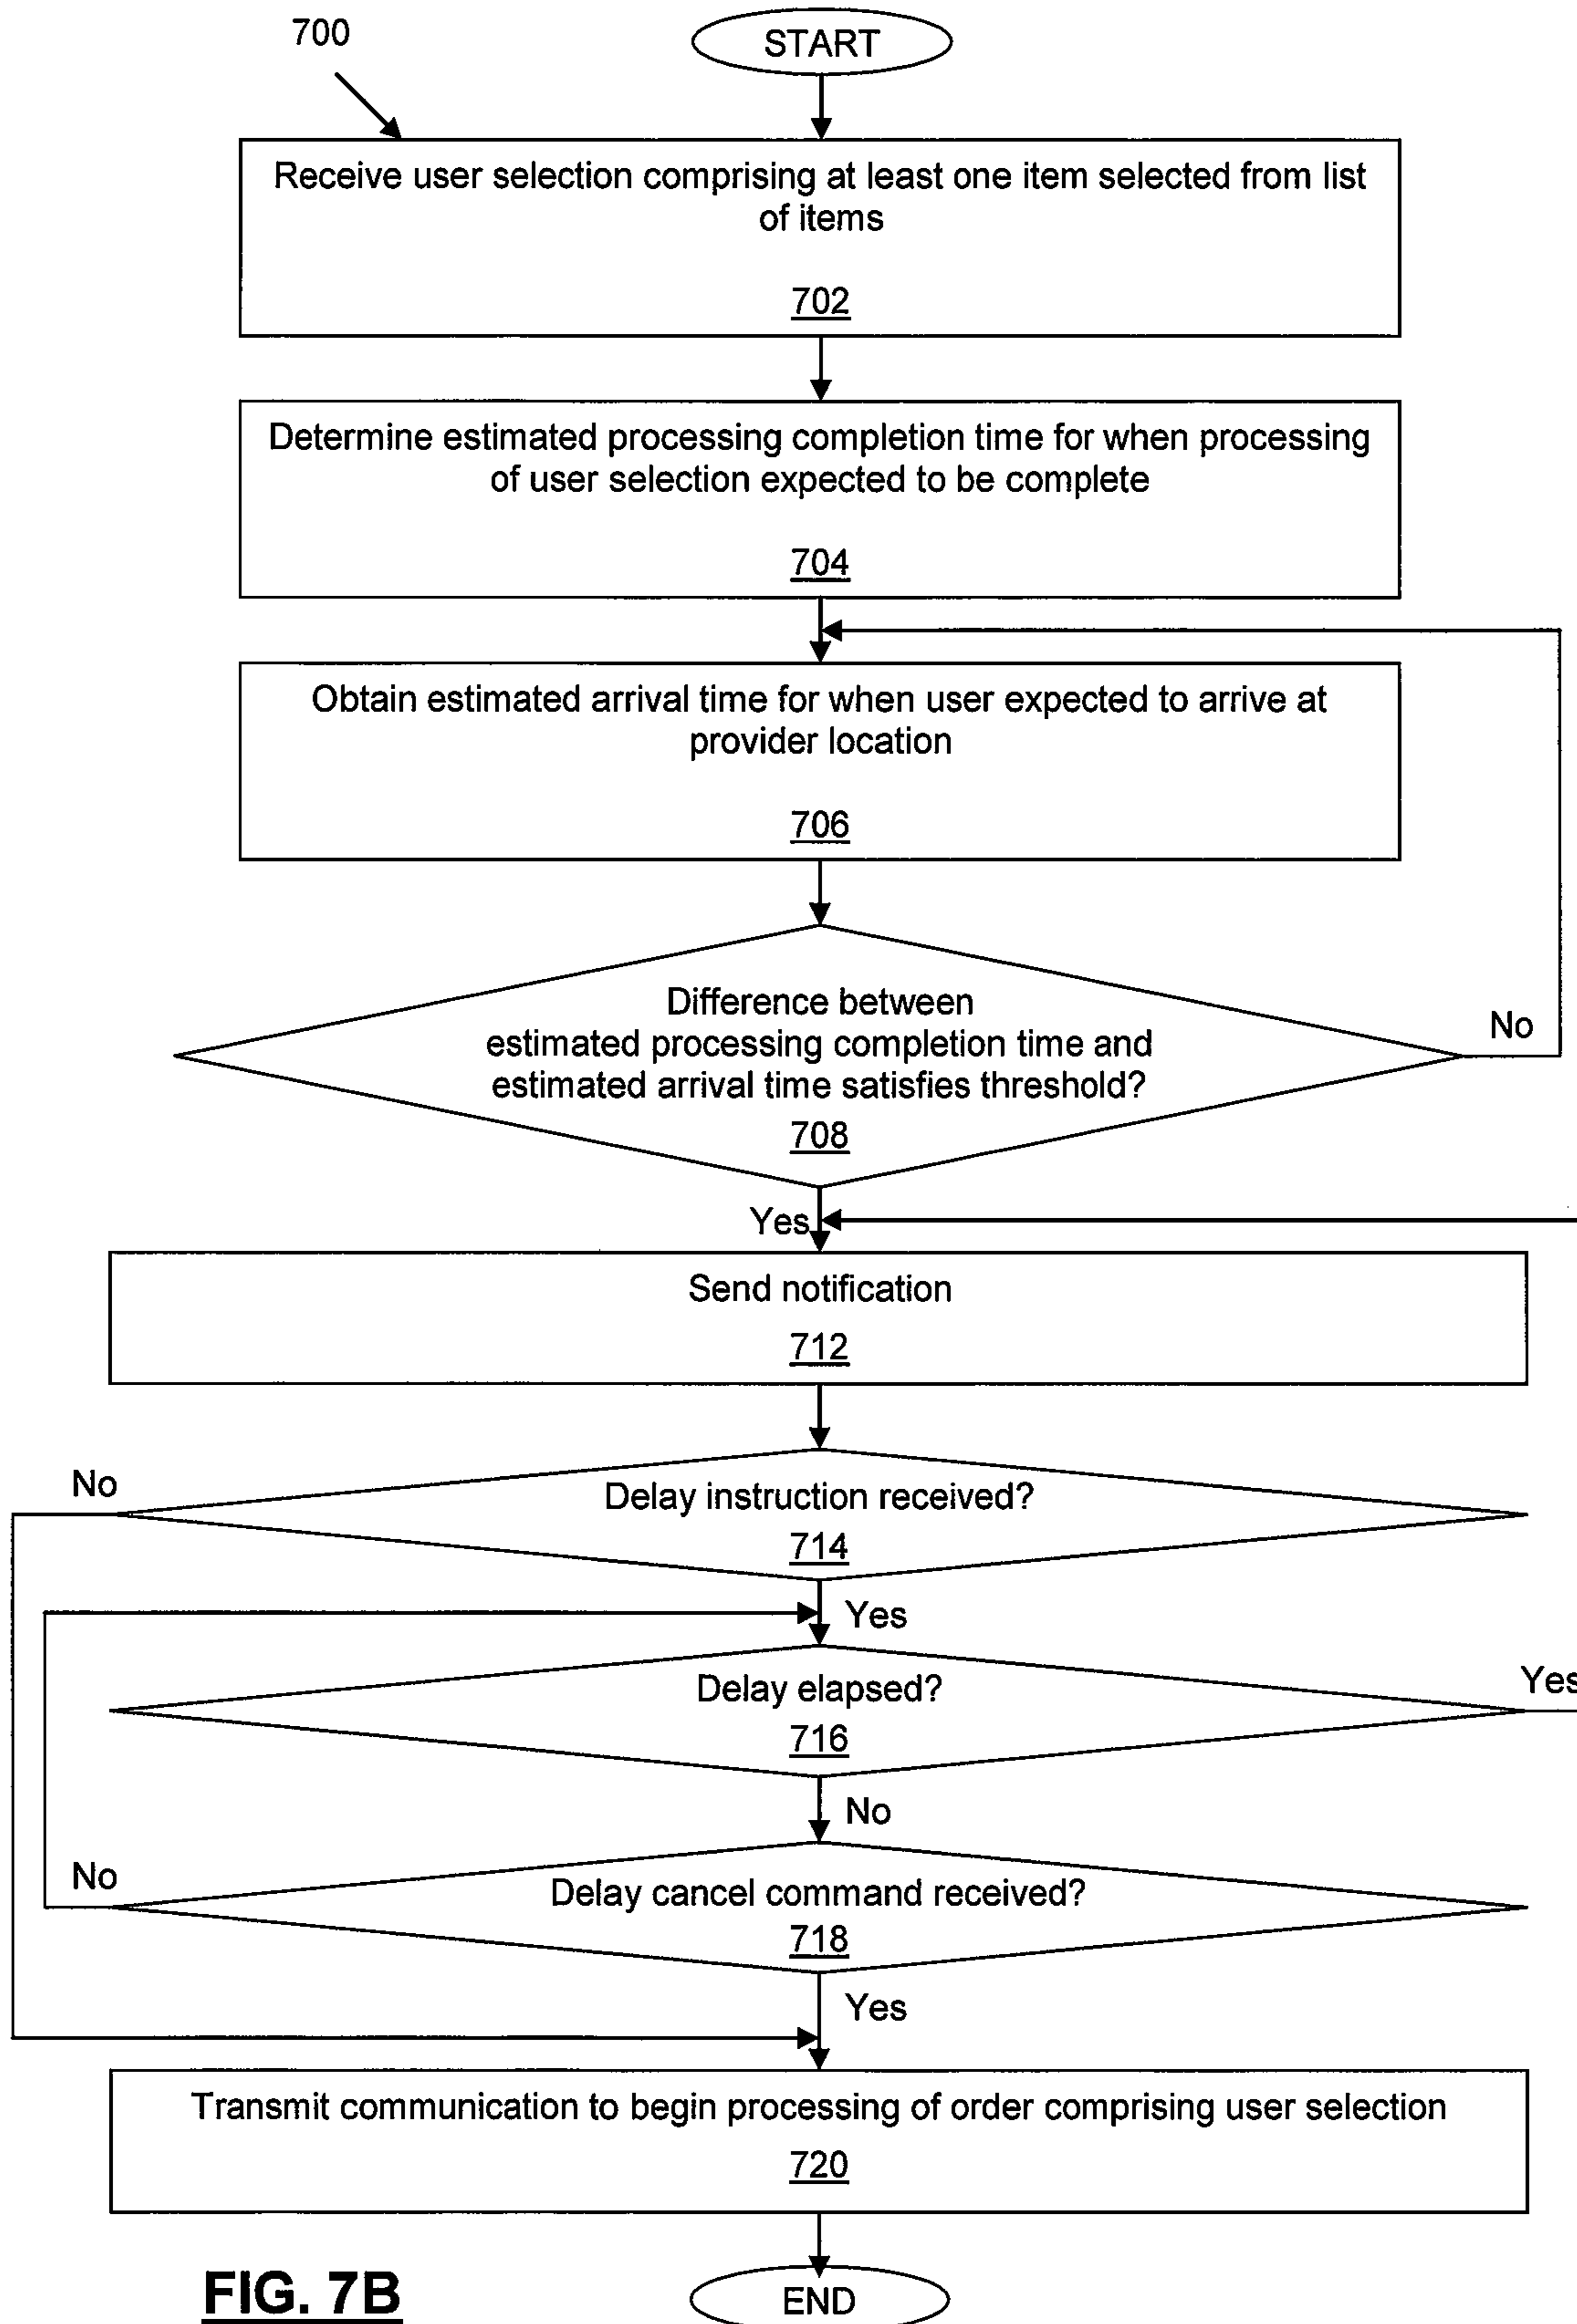 700
START
Receive user selection comprising at least one item selected from list
of items
702
Determine estimated processing completion time for when processing
of user selection expected to be complete
704
Obtain estimated arrival time for when user expected to arrive at
provider location
706
Difference between
estimated processing completion time and
estimated arrival time satisfies threshold?
708
No
Yes
Send notification
712
No
Delay instruction received?
714
Yes
Delay elapsed?
716
Yes
No
No
Delay cancel command received?
718
Yes
Transmit communication to begin processing of order comprising user selection
720
FIG. 7B
END